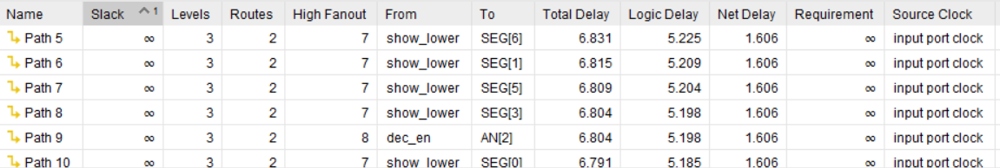 Name Slack 1 Levels Routes High Fanout From To Total Delay Logic Delay Net Delay Requirement Source Clock
Path 5 ∞ 3 2 7 show_lower SEG[6] 6.831 5.225 1.606 ∞ input port clock
Path 6 ∞ 3 2 7 show_lower SEG[1] 6.815 5.209 1.606 ∞ input port clock
Path 7 ∞ 3 2 7 show_lower SEG[5] 6.809 5.204 1.606 ∞ input port clock
Path 8 ∞ 3 2 7 show_lower SEG[3] 6.804 5.198 1.606 ∞ input port clock
Path 9 ∞ 3 2 8 dec_en AN[2] 6.804 5.198 1.606 ∞ input port clock
Path 10 ∞ 3 2 7 show_lower SEG[0] 6.791 5.185 1.606 ∞ input port clock